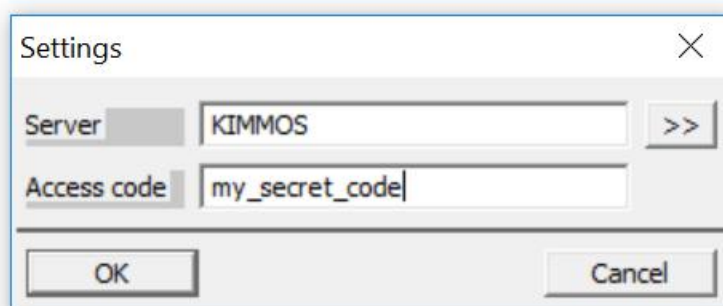 Settings
Server KIMMOS >>
Access code my_secret_code
OK Cancel